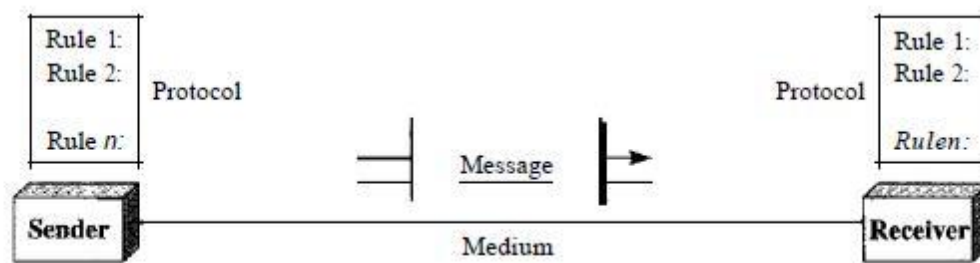 Rule 1:
Rule 2:
Protocol
Rule n:
Rule 1:
Rule 2:
Protocol
Rulen:
Message
Sender
Receiver
Medium